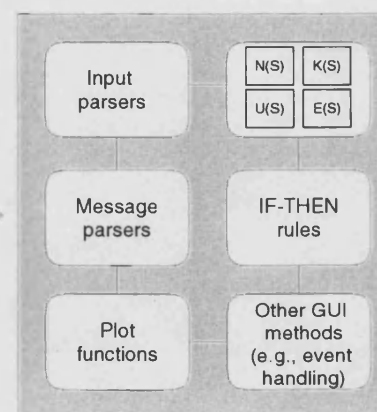 Input
parsers
N(S) K(S)
U(S) E(S)
Message
parsers
IF-THEN
rules
Plot
functions
Other GUI
methods
(e.g., event
handling)